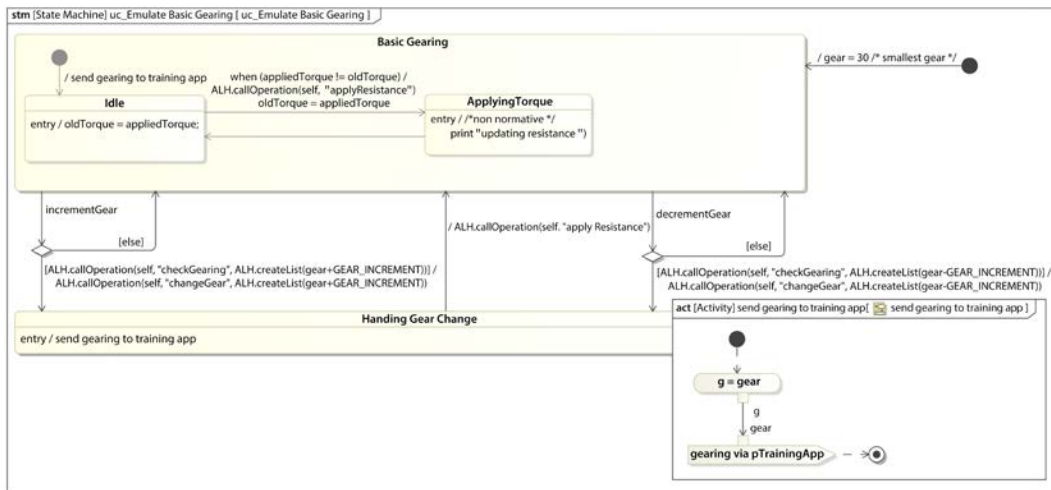 stm [State Machine] uc_Emulate Basic Gearing [ uc_Emulate Basic Gearing ]
Basic Gearing
/ gear = 30 /* smallest gear */
/ send gearing to training app
when (appliedTorque != oldTorque) /
ALH.callOperation(self, "applyResistance")
oldTorque = appliedTorque
Idle
entry / oldTorque = appliedTorque;
ApplyingTorque
entry / /*non normative */
print "updating resistance ")
incrementGear
[else]
/ ALH.callOperation(self. "apply Resistance")
decrementGear
[else]
[ALH.callOperation(self, "checkGearing", ALH.createList(gear+GEAR_INCREMENT))] /
ALH.callOperation(self, "changeGear", ALH.createList(gear+GEAR_INCREMENT))
[ALH.callOperation(self, "checkGearing", ALH.createList(gear-GEAR_INCREMENT))] /
ALH.callOperation(self, "changeGear", ALH.createList(gear-GEAR_INCREMENT))
Handing Gear Change
entry / send gearing to training app
act [Activity] send gearing to training app[ send gearing to training app ]
g = gear
g
gear
gearing via pTrainingApp